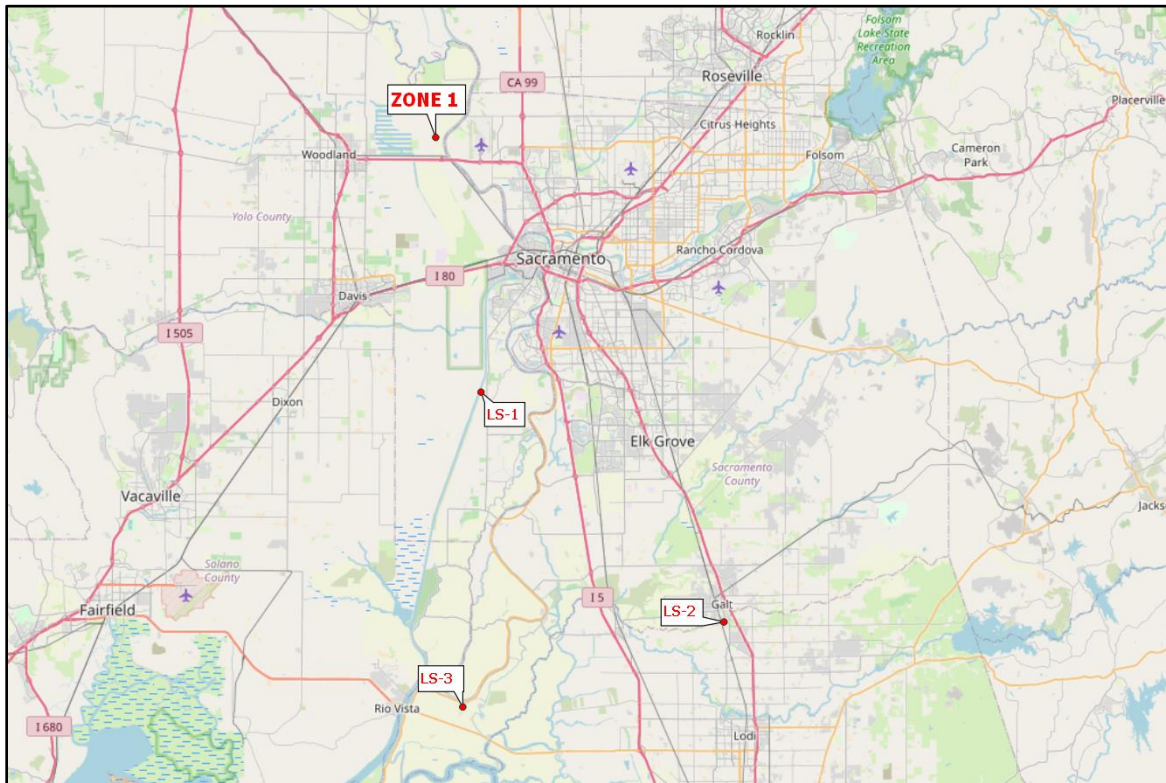 Folsom
Lake State
Recreation
Area
Rocklin
Roseville
CA 99
Placerville
ZONE 1
Citrus Heights
Woodland
Folsom
Cameron
Park
Yolo County
Rancho Cordova
Sacramento
I 80
Davis
I 505
Dixon
LS-1
Elk Grove
Sacramento
County
Vacaville
Jacks
Solano
County
Fairfield
I 5
Galt
LS-2
LS-3
Rio Vista
I 680
Lodi